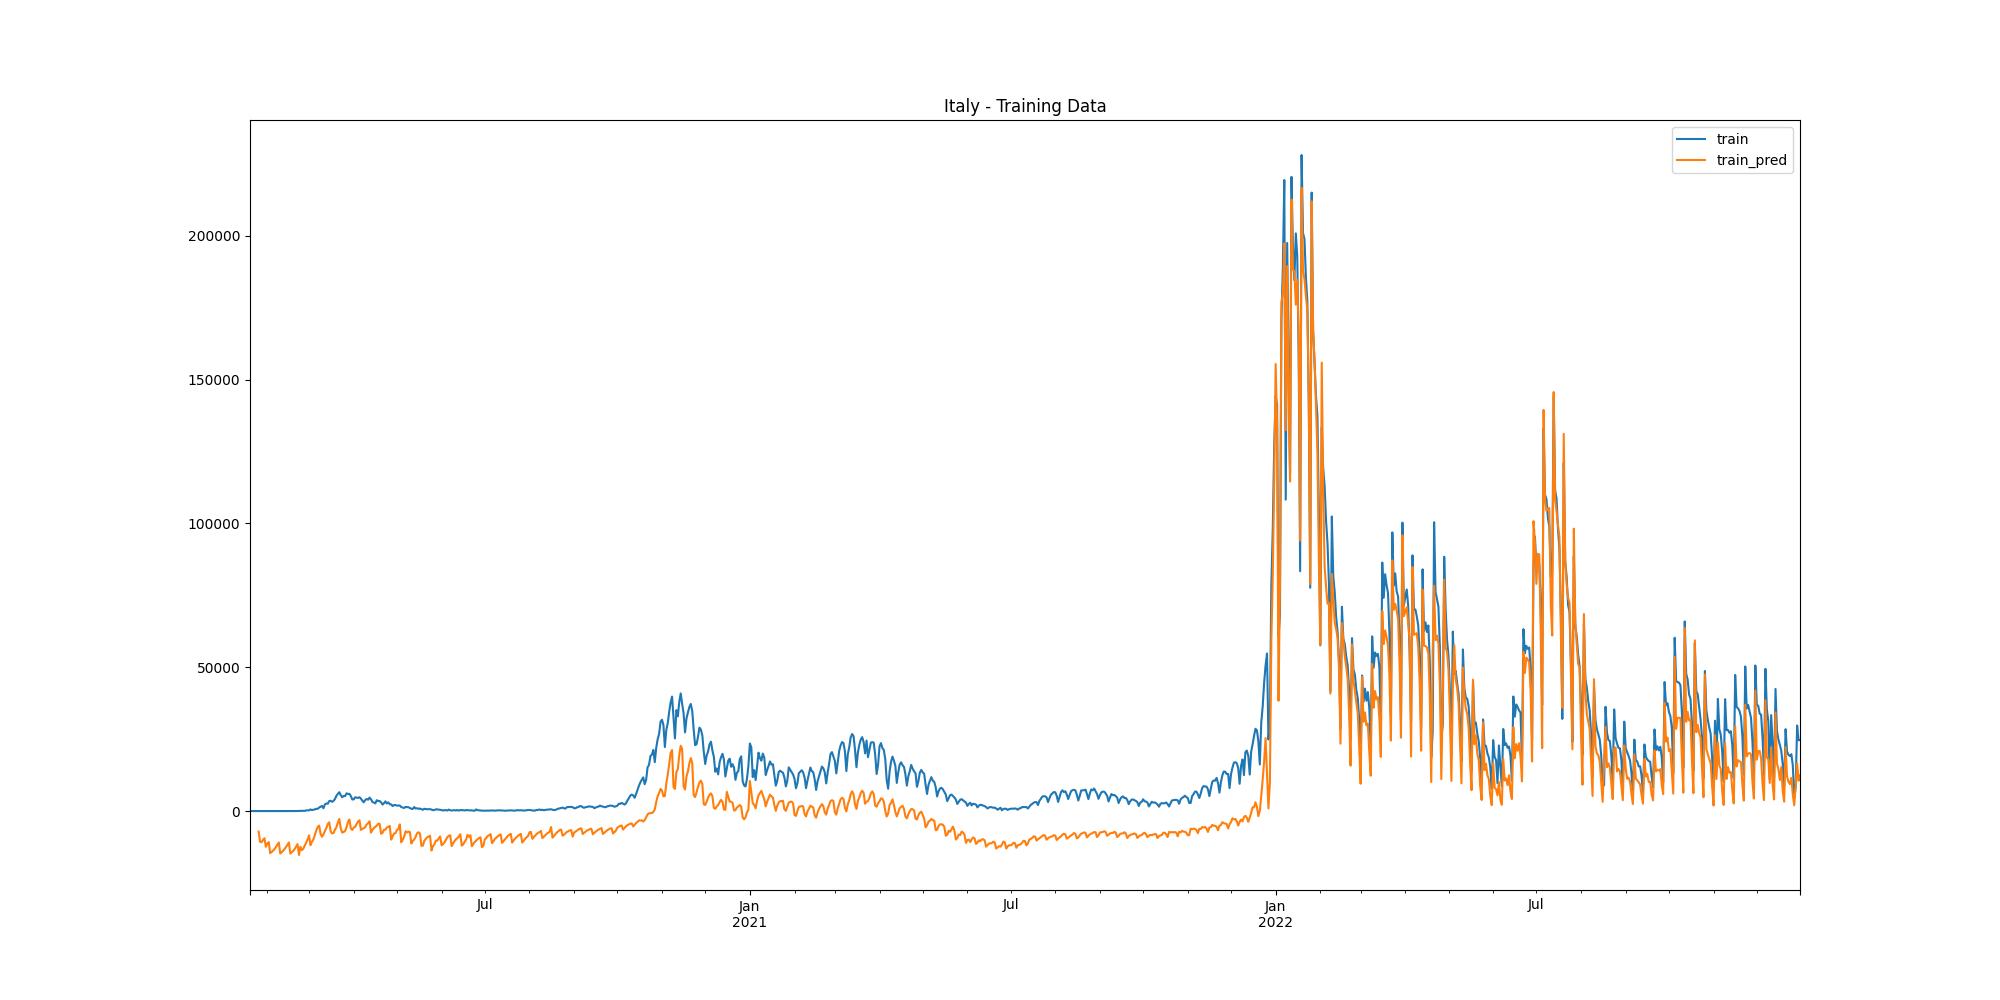 Italy - Training Data
train
train_pred
200000
150000
100000
50000
0
Jul
Jan
2021
Jul
Jan
2022
Jul